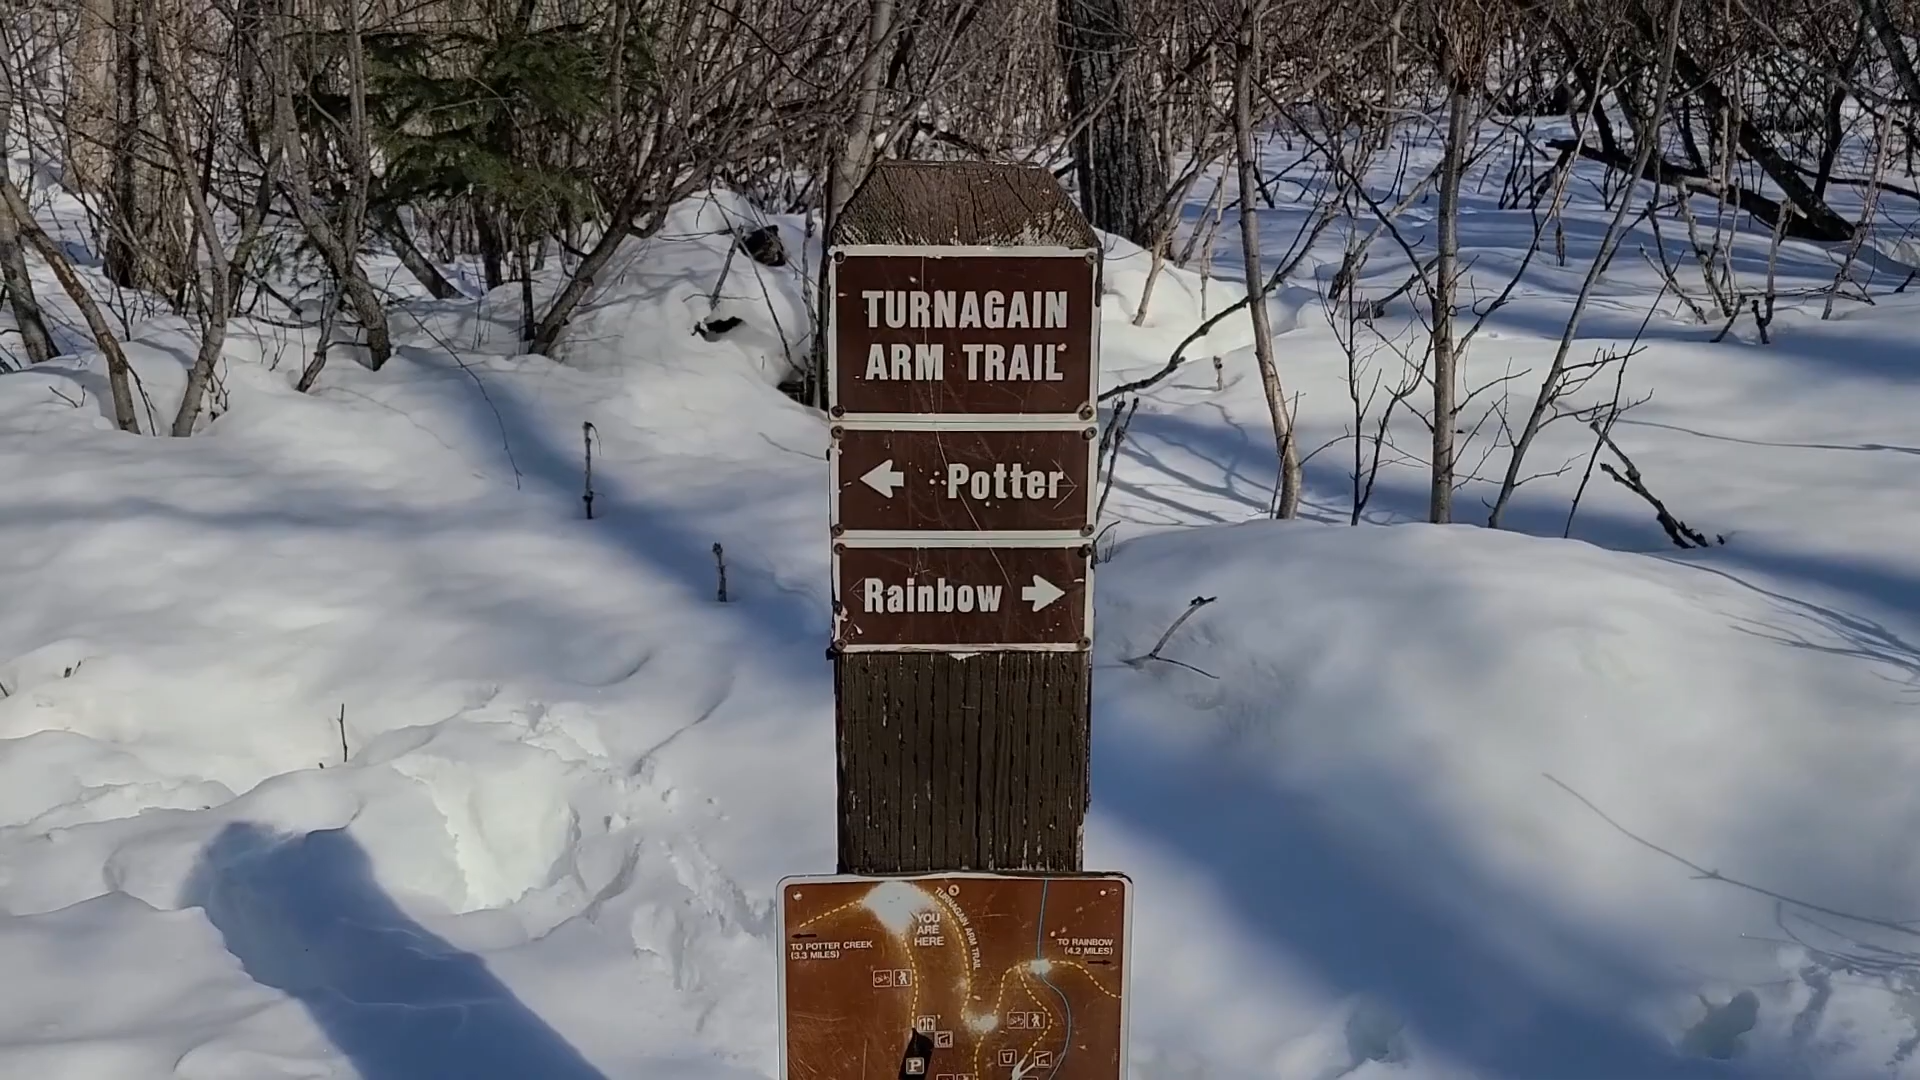 TURNAGAIN
ARM TRAIL
Potter
Rainbow
TURNAGAIN ARM TRAIL
YOU
ARE
HERE
TO POTTER CREEK
(3.3 MILES)
TO RAINBOW
(4.2 MILES)
P